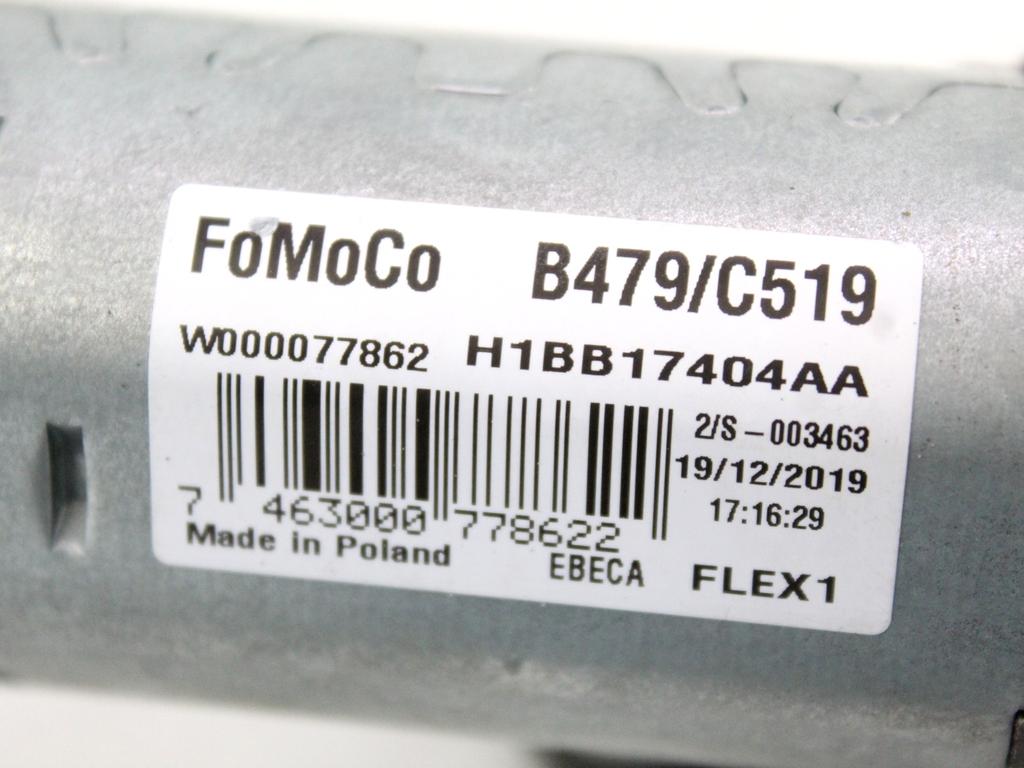 FoMoCo B479/C519
W000077862 H1BB17404AA
2/S-003463
19/12/2019
17:16:29
7 463000 778622
Made in Poland
EBECA FLEX1